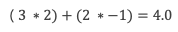 ( 3 * 2) + (2 * −1) = 4.0